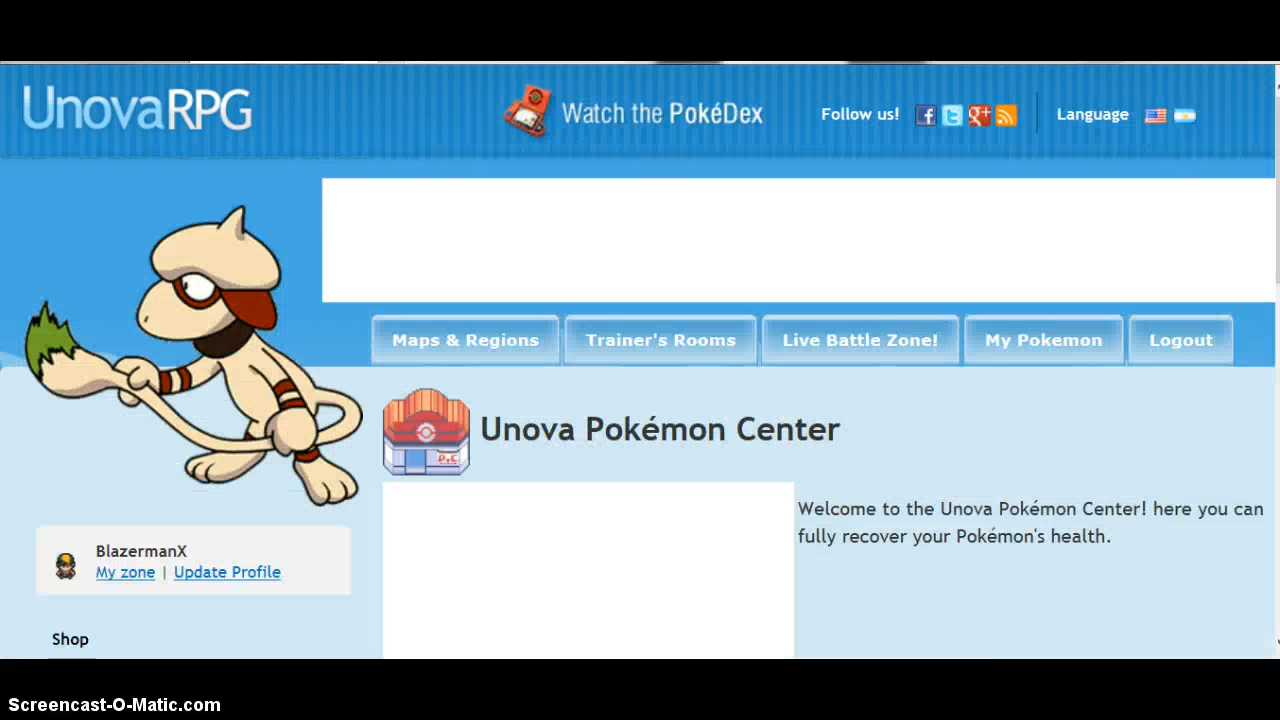 UnovaRPG
Watch the PokéDex
Follow us!
Language
Maps & Regions
Trainer's Rooms
Live Battle Zone!
My Pokemon
Logout
Unova Pokémon Center
Welcome to the Unova Pokémon Center! here you can
fully recover your Pokémon's health.
BlazermanX
My zone | Update Profile
Shop
Screencast-O-Matic.com